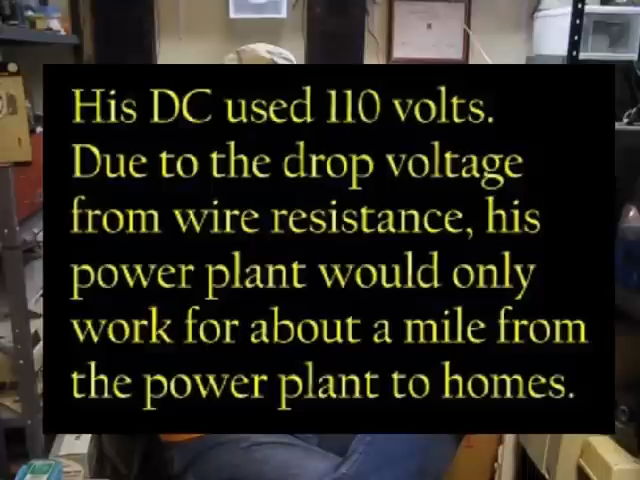 His DC used 110 volts.
Due to the drop voltage
from wire resistance, his
power plant would only
work for about a mile from
the power plant to homes.